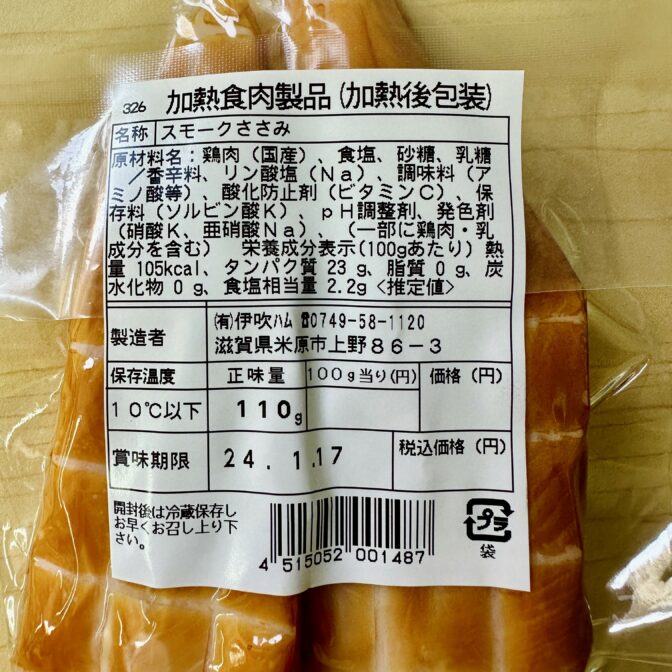 326 加熱食肉製品(加熱後包装)
名称 スモークささみ
原材料名:鶏肉(国産)、食塩、砂糖、乳糖
/香辛料、リン酸塩(Na)、調味料(ア
ミノ酸等)、酸化防止剤(ビタミンC)、保
存料(ソルビン酸K)、pH調整剤、発色剤
(硝酸K、亜硝酸Na)、(一部に鶏肉・乳
成分を含む) 栄養成分表示(100gあたり) 熱
量 105kcal、タンパク質 23 g、脂質 0 g、炭
水化物 0 g、食塩相当量 2.2g <推定値>
製造者 (有)伊吹ハム ☎0749-58-1120
滋賀県米原市上野86-3
保存温度 正味量 100g当り(円) 価格(円)
10℃以下 110g
賞味期限 24. 1.17 税込価格(円)
開封後は冷蔵保存し
お早くお召し上り下
さい。
4 515052 001487
プラ
袋